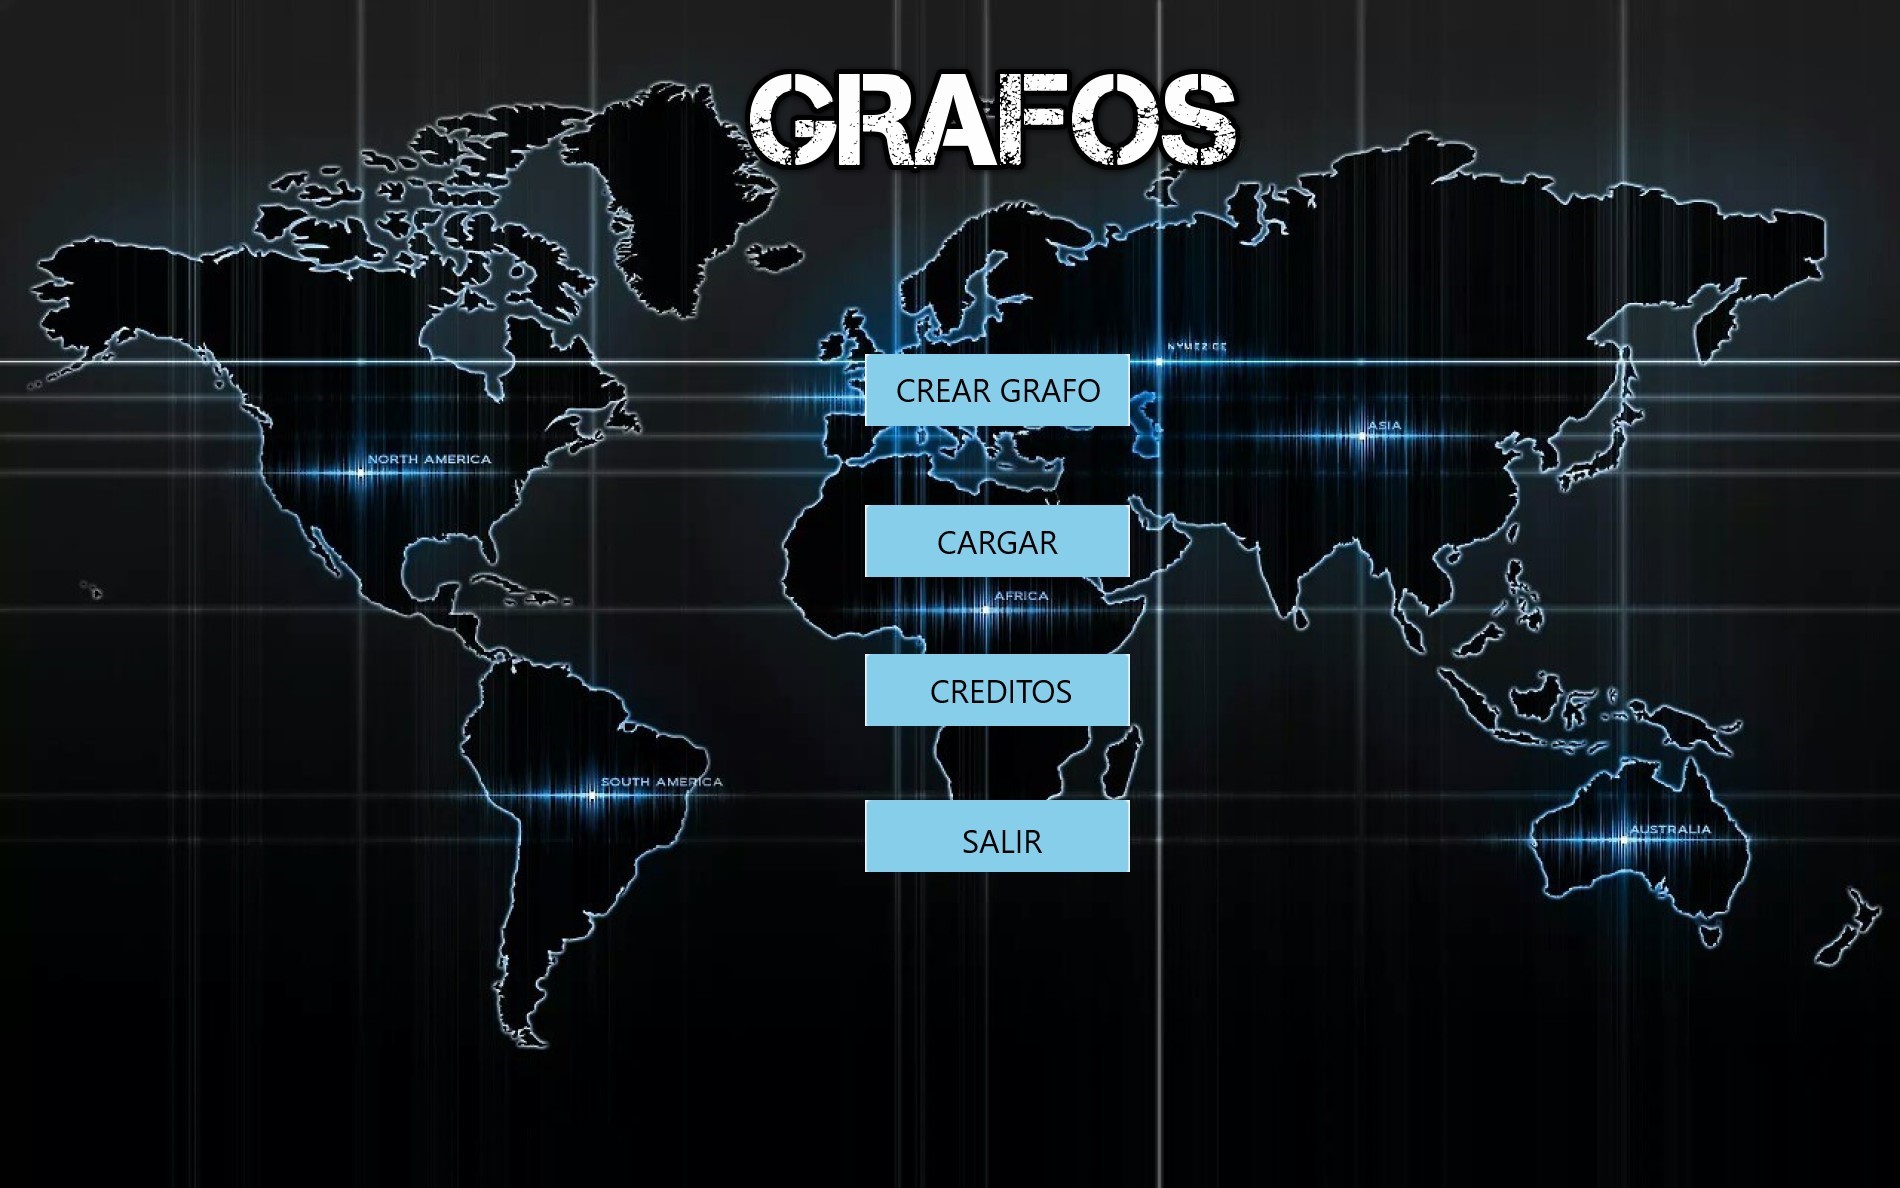 GRAFOS
CREAR GRAFO
ASIA
NORTH AMERICA
CARGAR
AFRICA
CREDITOS
SOUTH AMERICA
AUSTRALIA
SALIR